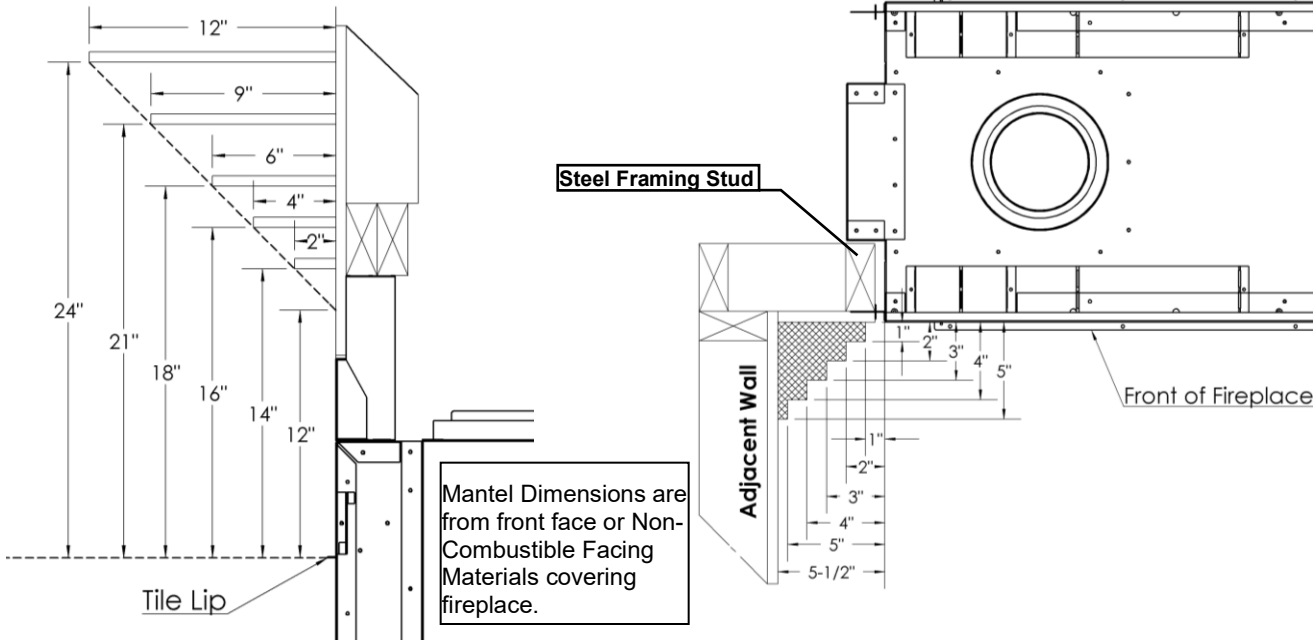 12"
9"
6"
4"
2"
24"
21"
18"
16"
14"
12"
Tile Lip
Mantel Dimensions are
from front face or Non-
Combustible Facing
Materials covering
fireplace.
Steel Framing Stud
Adjacent Wall
1"
2"
3"
4"
5"
Front of Fireplace
1"
2"
3"
4"
5"
5-1/2"